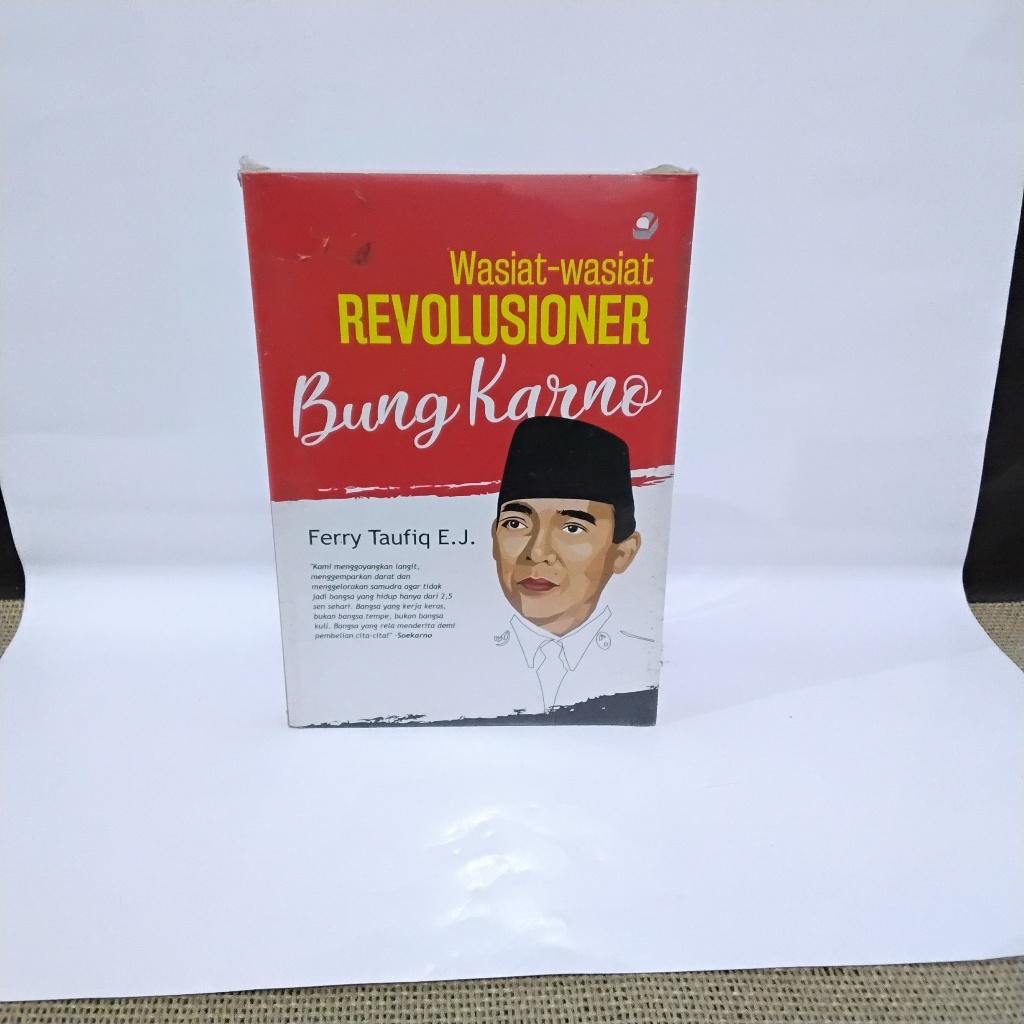 Wasiat-wasiat
REVOLUSIONER
Bung Karno
Ferry Taufiq E.J.
"Kami menggoyangkan langit,
menggemparkan darat dan
menggelorakan samudra agar tidak
jadi bangsa yang hidup hanya dari 2,5
sen sehari. Bangsa yang kerja keras,
bukan bangsa tempe, bukan bangsa
kuli. Bangsa yang rela menderita demi
pembelian cita-cita!" -Soekarno